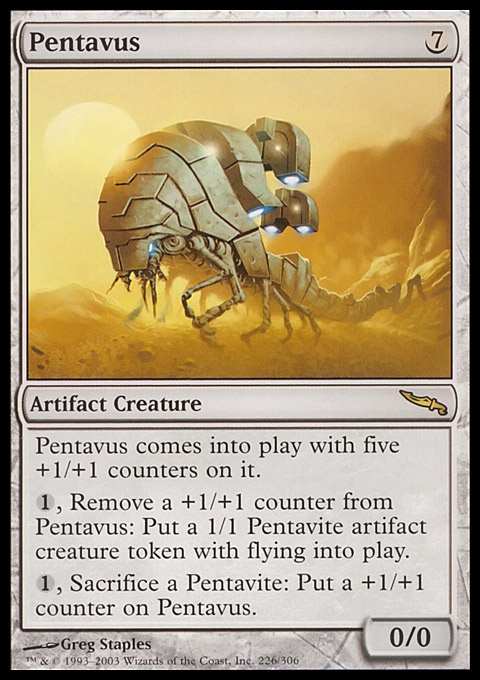 Pentavus 7
Artifact Creature
Pentavus comes into play with five
+1/+1 counters on it.
1, Remove a +1/+1 counter from
Pentavus: Put a 1/1 Pentavite artifact
creature token with flying into play.
1, Sacrifice a Pentavite: Put a +1/+1
counter on Pentavus.
0/0
Greg Staples
™ & © 1993–2003 Wizards of the Coast, Inc. 226/306